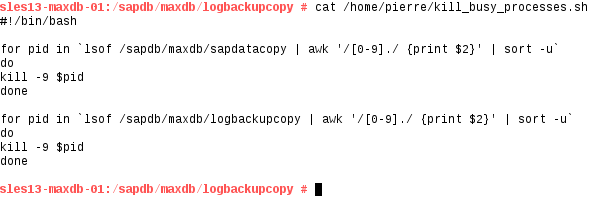 sles13-maxdb-01:/sapdb/maxdb/logbackupcopy # cat /home/pierre/kill_busy_processes.sh
#!/bin/bash
for pid in `lsof /sapdb/maxdb/sapdatacopy | awk '/[0-9]./ {print $2}' | sort -u`
do
kill -9 $pid
done
for pid in `lsof /sapdb/maxdb/logbackupcopy | awk '/[0-9]./ {print $2}' | sort -u`
do
kill -9 $pid
done
sles13-maxdb-01:/sapdb/maxdb/logbackupcopy #